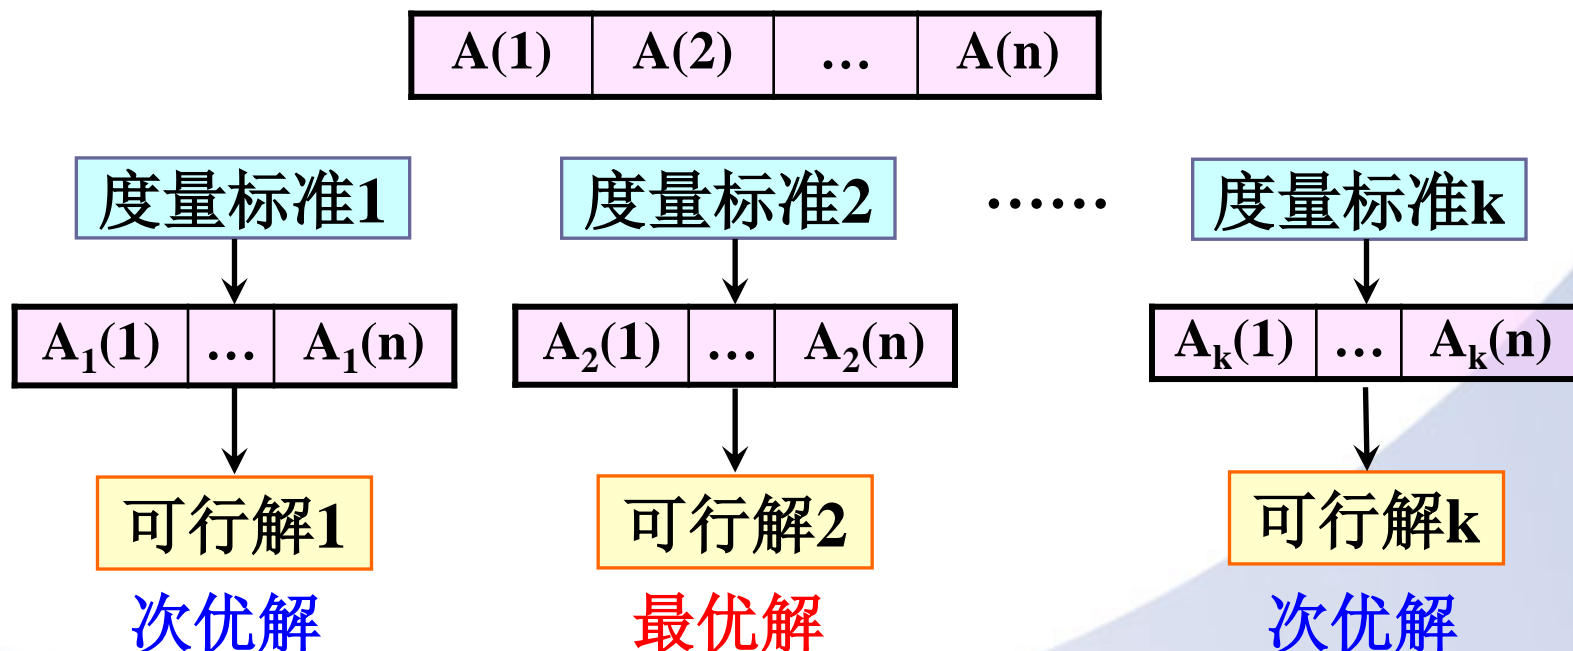 A(1) A(2) … A(n)
度量标准1 度量标准2 …… 度量标准k
A₁(1) … A₁(n) A₂(1) … A₂(n) Aₖ(1) … Aₖ(n)
可行解1 可行解2 可行解k
次优解 最优解 次优解